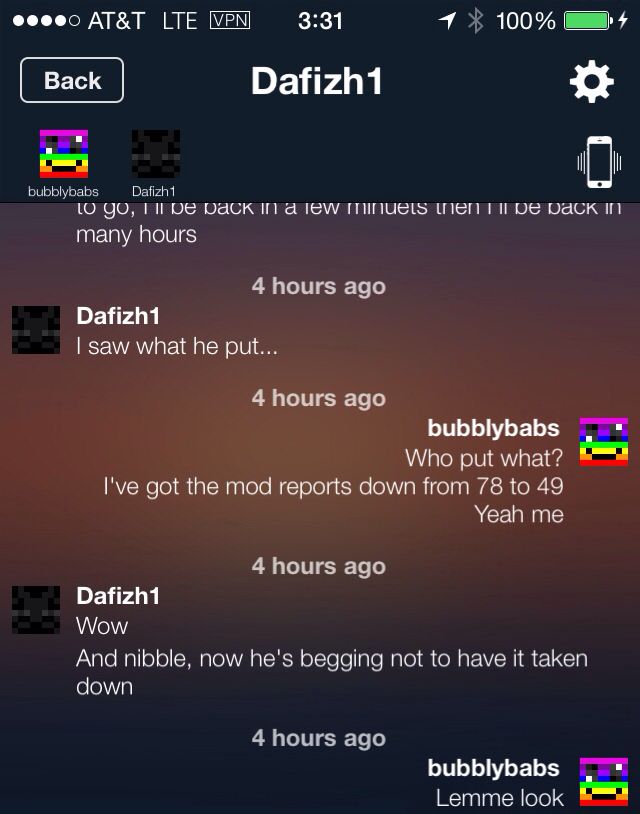 AT&T LTE VPN 3:31 100%
Back Dafizh1
bubblybabs Dafizh1
to go, I'll be back in a few minuets then I'll be back in
many hours
4 hours ago
Dafizh1
I saw what he put...
4 hours ago
bubblybabs
Who put what?
I've got the mod reports down from 78 to 49
Yeah me
4 hours ago
Dafizh1
Wow
And nibble, now he's begging not to have it taken
down
4 hours ago
bubblybabs
Lemme look